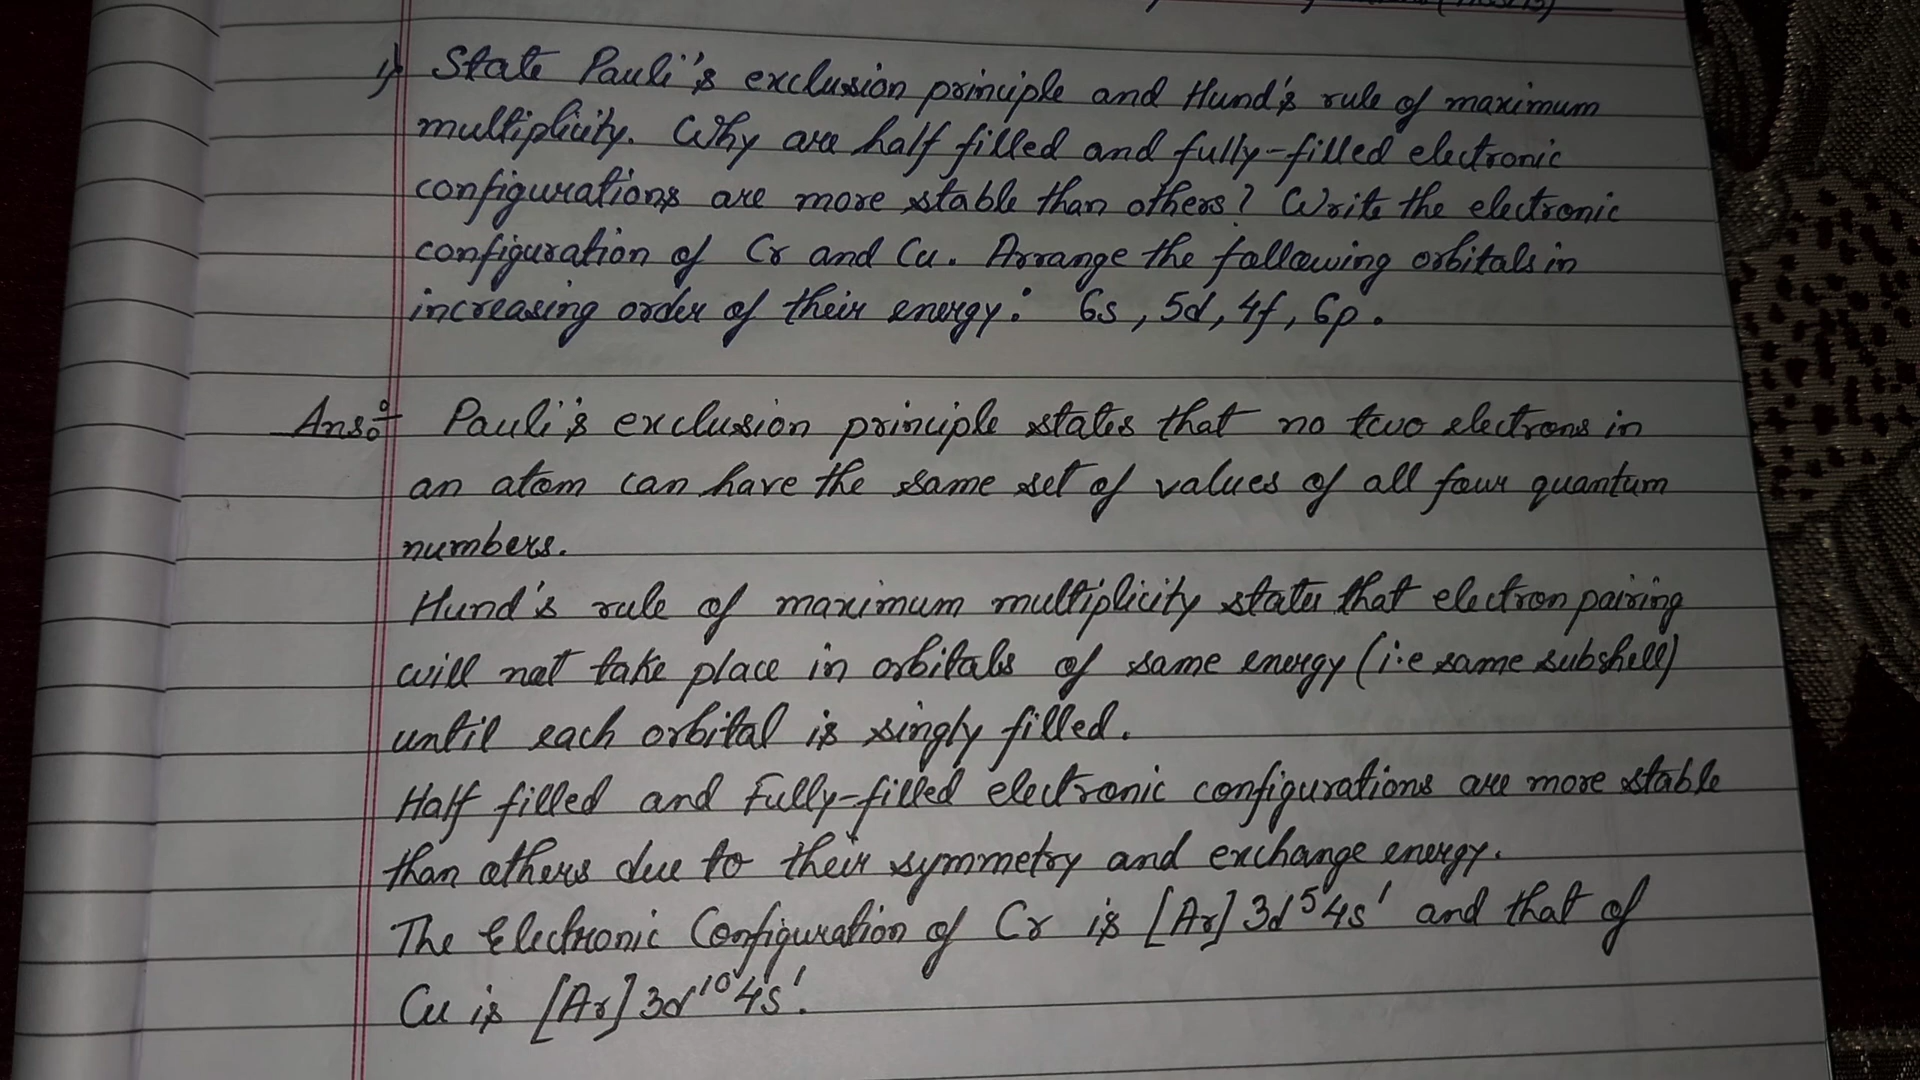 1) State Pauli's exclusion principle and Hund's rule of maximum
multiplicity. Why are half filled and fully-filled electronic
configurations are more stable than others? Write the electronic
configuration of Cr and Cu. Arrange the following orbitals in
increasing order of their energy: 6s, 5d, 4f, 6p.
Ans: Pauli's exclusion principle states that no two electrons in
an atom can have the same set of values of all four quantum
numbers.
Hund's rule of maximum multiplicity states that electron pairing
will not take place in orbitals of same energy (i.e same subshell)
until each orbital is singly filled.
Half filled and Fully-filled electronic configurations are more stable
than others due to their symmetry and exchange energy.
The Electronic Configuration of Cr is [Ar] 3d⁵4s¹ and that of
Cu is [Ar] 3d¹⁰4s¹.